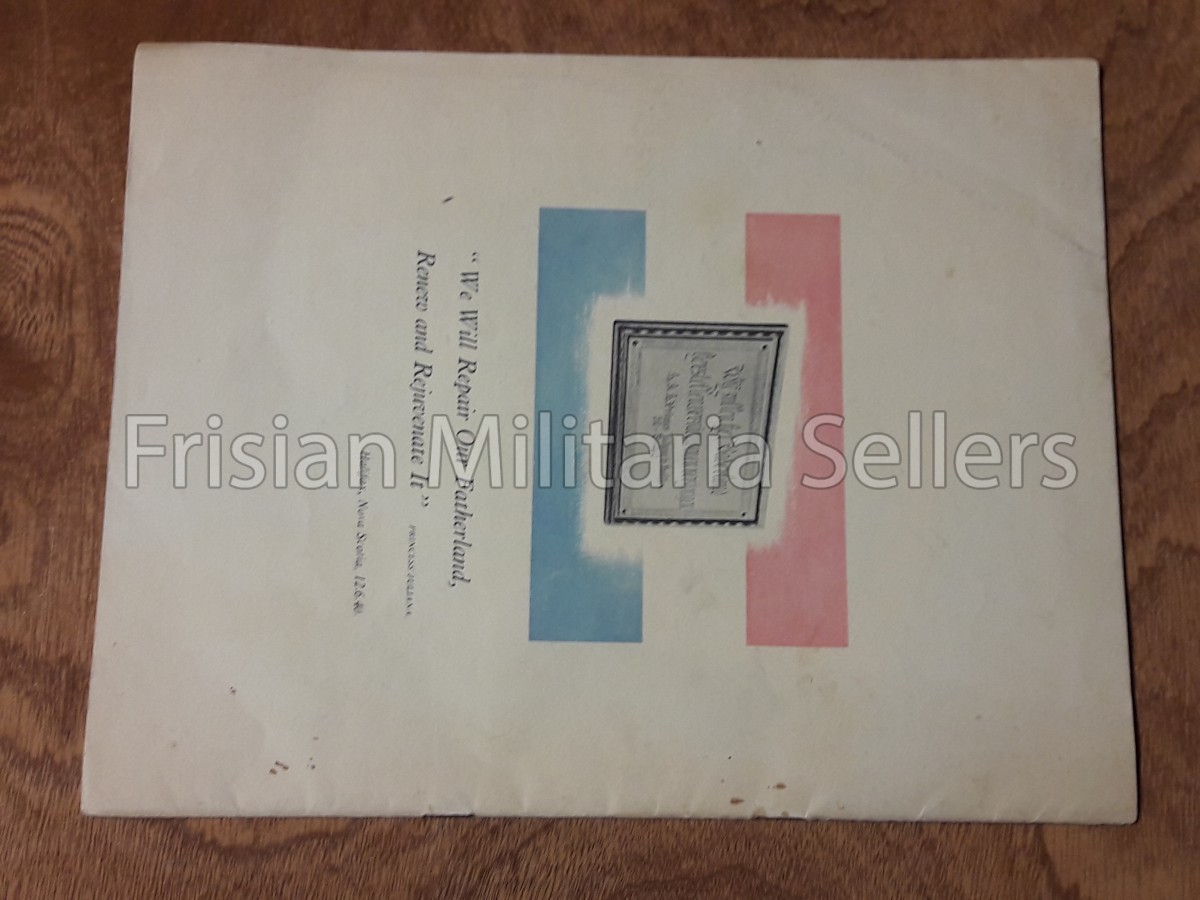 “ We Will Repair Our Fatherland,
Renew and Rejuvenate It ”
PRINCESS JULIANA
Halifax, Nova Scotia, 12.6.40.
Frisian Militaria Sellers